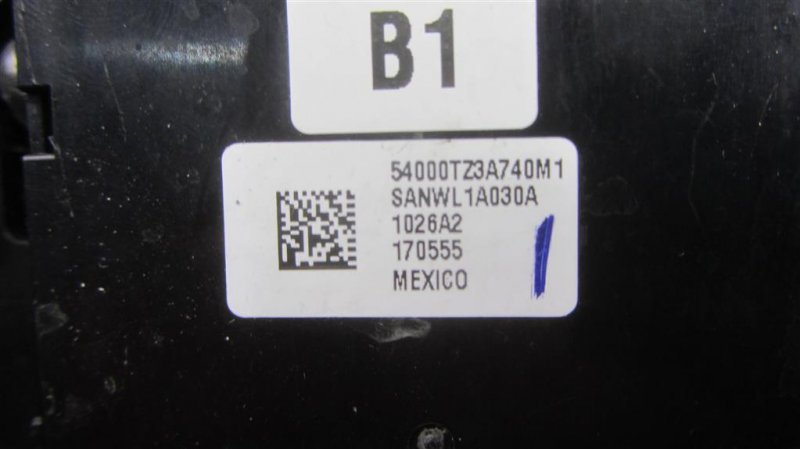 B1
54000TZ3A740M1
SANWL1A030A
1026A2
170555
MEXICO